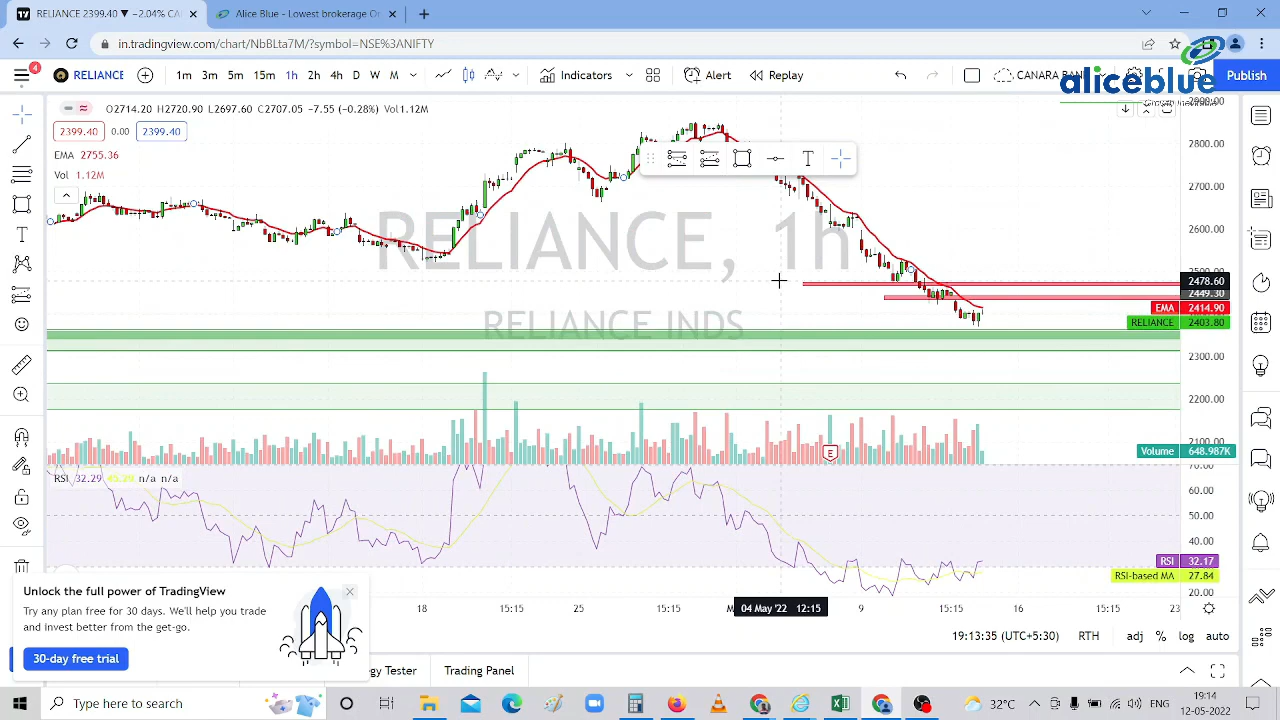 RELIANCE 2399.40 ▼ −2.04% CA
Alice Blue - Lowest brokerage O
in.tradingview.com/chart/NbBLta7M/?symbol=NSE%3ANIFTY
4
RELIANCE
1m 3m 5m 15m 1h 2h 4h D W M
Indicators
Alert
Replay
CANARA
Publish
aliceblue
O2714.20 H2720.90 L2697.60 C2707.05 −7.55 (−0.28%) Vol1.12M
0.00
2399.40
EMA 2755.36
Vol 1.12M
RELIANCE, 1h
RELIANCE INDS
2800.00
2700.00
2600.00
2478.60
2449.30
EMA 2414.90
RELIANCE 2403.80
2300.00
2200.00
2100.00
E
Volume 648.987K
70.00
RSI 32.29 45.29 n/a n/a
60.00
50.00
40.00
RSI 32.17
RSI-based MA 27.84
20.00
18 15:15 25 15:15 04 May '22 12:15 9 15:15 16 15:15 23
Unlock the full power of TradingView
Try any plan free for 30 days. We'll help you trade
and invest better from the get-go.
30-day free trial
19:13:35 (UTC+5:30) RTH adj % log auto
gy Tester
Trading Panel
Type here to search
32°C
19:14
12-05-2022